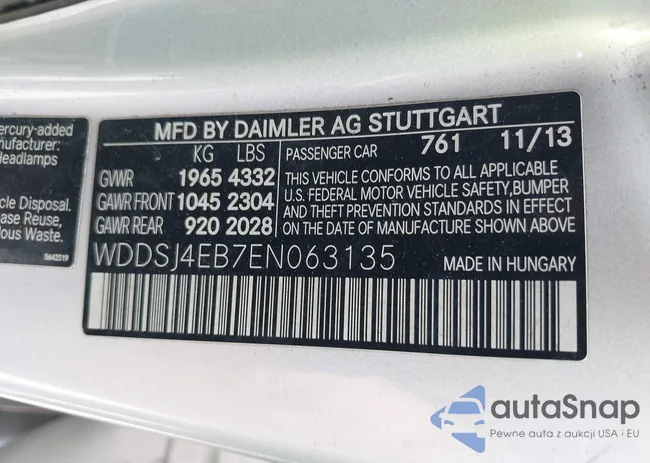 ercury-added
anufacturer:
Headlamps
cle Disposal.
ase Reuse,
ous Waste.
5642019
MFD BY DAIMLER AG STUTTGART
KG LBS
GVWR 1965 4332
GAWR FRONT 1045 2304
GAWR REAR 920 2028
PASSENGER CAR 761 11/13
THIS VEHICLE CONFORMS TO ALL APPLICABLE
U.S. FEDERAL MOTOR VEHICLE SAFETY,BUMPER
AND THEFT PREVENTION STANDARDS IN EFFECT
ON THE DATE OF MANUFACTURE SHOWN ABOVE
WDDSJ4EB7EN063135 MADE IN HUNGARY
autaSnap
Pewne auta z aukcji USA i EU